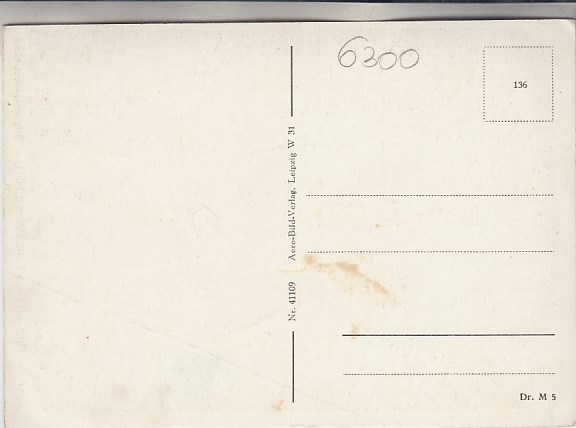 6300
136
Nr. 41109 Aero-Bild-Verlag, Leipzig W 31
Dr. M 5